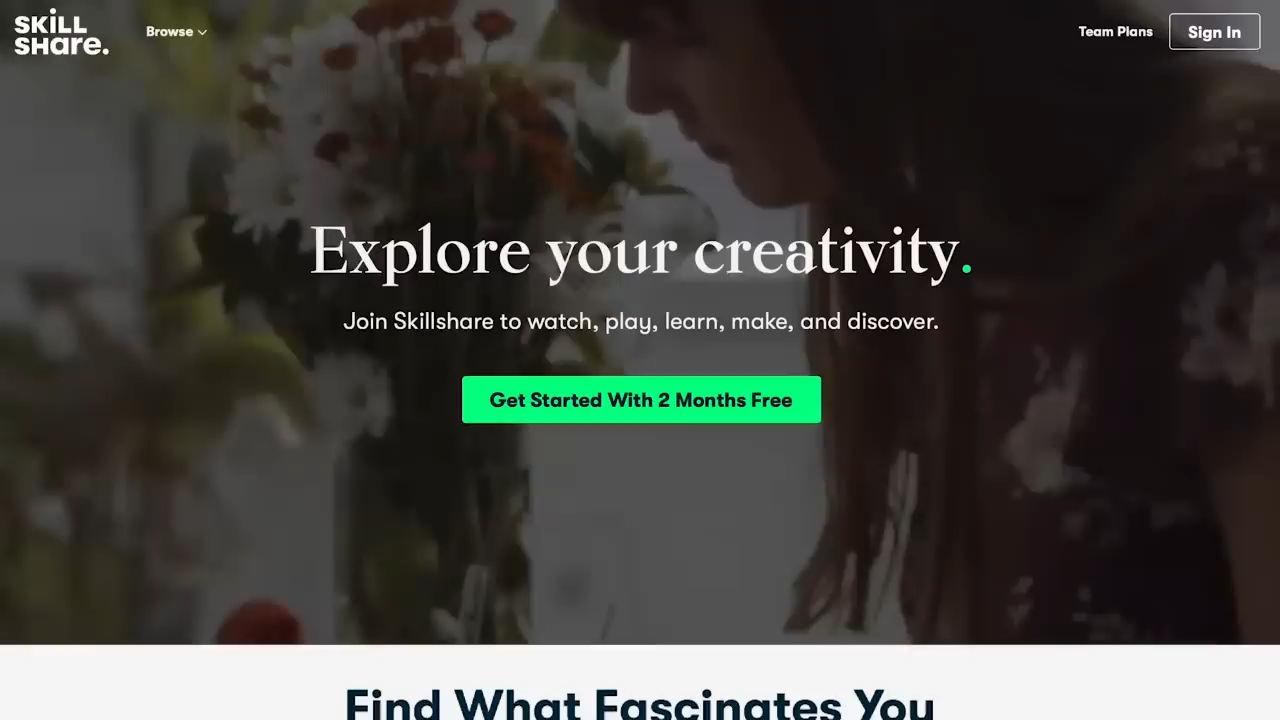 SKiLL
SHare.
Browse
Team Plans
Sign In
Explore your creativity.
Join Skillshare to watch, play, learn, make, and discover.
Get Started With 2 Months Free
Find What Fascinates You